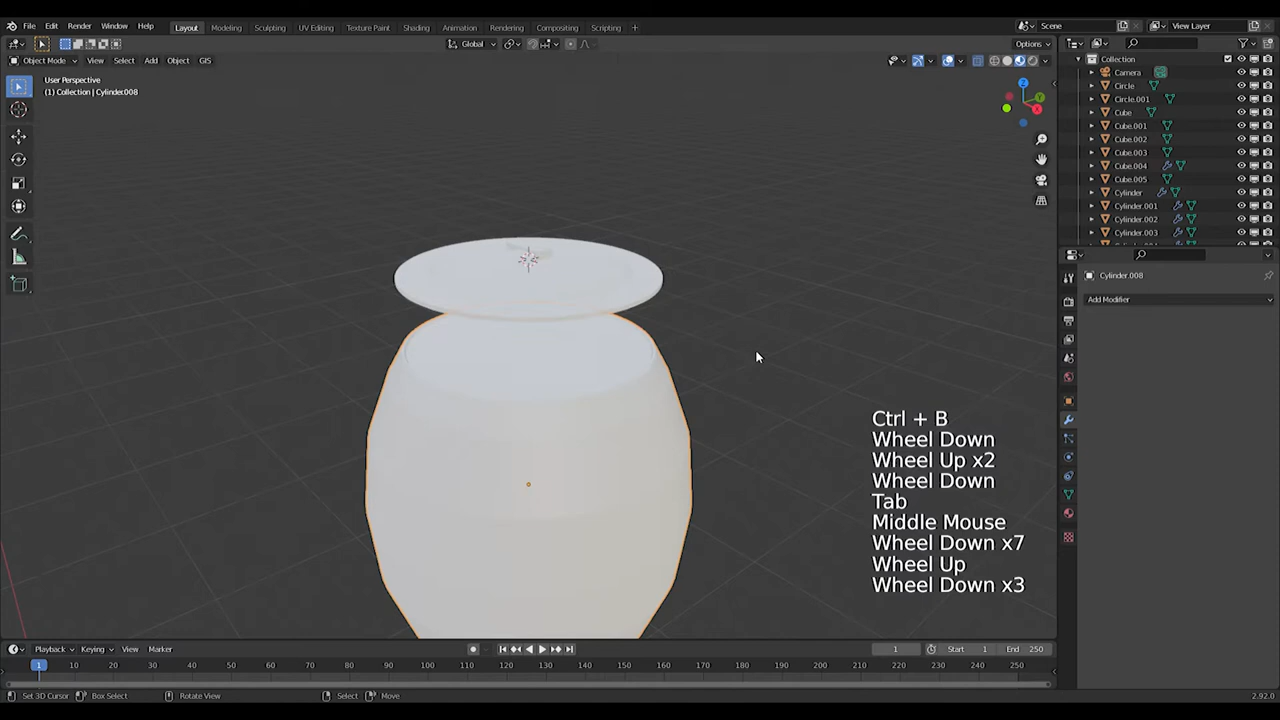 File Edit Render Window Help Layout Modeling Sculpting UV Editing Texture Paint Shading Animation Rendering Compositing Scripting + Scene View Layer
Global Options
Object Mode View Select Add Object GIS
User Perspective
(1) Collection | Cylinder.008
Z
Y
X
Collection
Camera
Circle
Circle.001
Cube
Cube.001
Cube.002
Cube.003
Cube.004
Cube.005
Cylinder
Cylinder.001
Cylinder.002
Cylinder.003
Cylinder.008
Add Modifier
Ctrl + B
Wheel Down
Wheel Up x2
Wheel Down
Tab
Middle Mouse
Wheel Down x7
Wheel Up
Wheel Down x3
Playback Keying View Marker 1 Start 1 End 250
1 10 20 30 40 50 60 70 80 90 100 110 120 130 140 150 160 170 180 190 200 210 220 230 240 250
Set 3D Cursor Box Select Rotate View Select Move 2.92.0